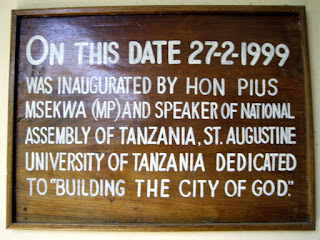 ON THIS DATE 27-2-1999
WAS INAUGURATED BY HON PIUS
MSEKWA (MP) AND SPEAKER OF NATIONAL
ASSEMBLY OF TANZANIA, ST. AUGUSTINE
UNIVERSITY OF TANZANIA DEDICATED
TO "BUILDING THE CITY OF GOD."